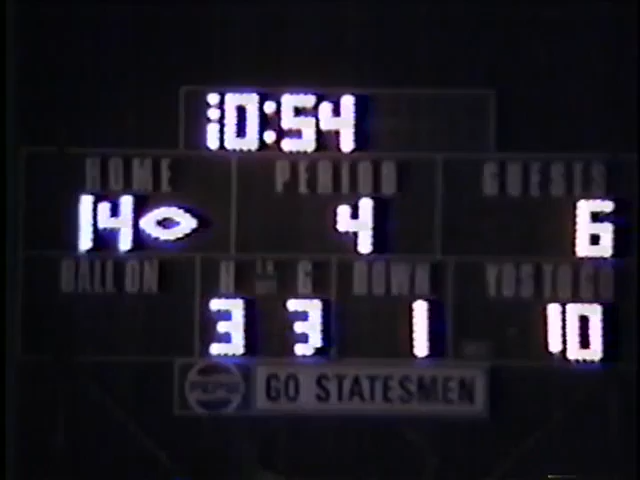 10:54
HOME PERIOD GUESTS
14 4 6
BALL ON H G DOWN YDS TO GO
3 3 1 10
PEPSI GO STATESMEN